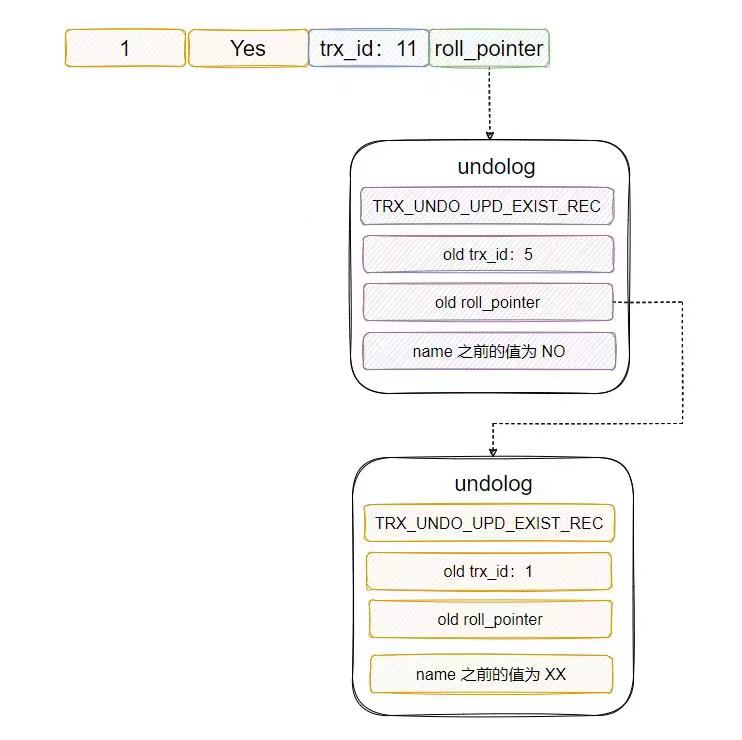 1 Yes trx_id：11 roll_pointer
undolog
TRX_UNDO_UPD_EXIST_REC
old trx_id：5
old roll_pointer
name 之前的值为 NO
undolog
TRX_UNDO_UPD_EXIST_REC
old trx_id：1
old roll_pointer
name 之前的值为 XX